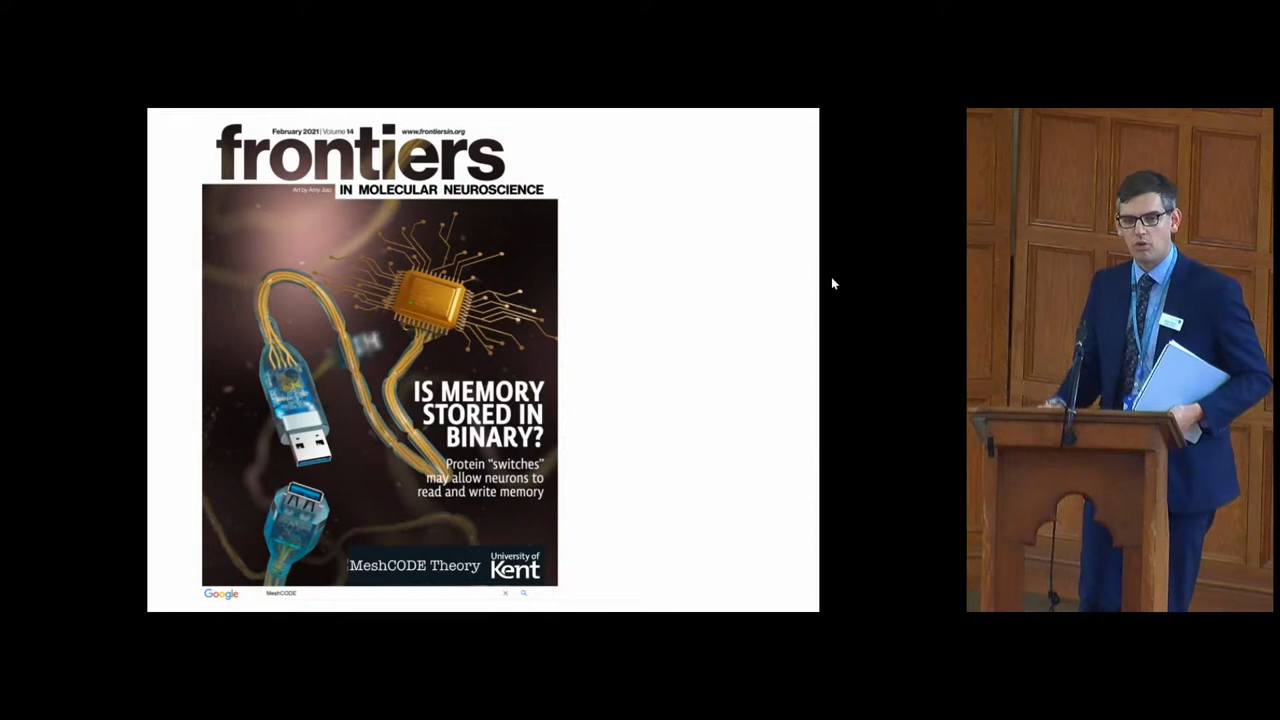 February 2021 | Volume 14
www.frontiersin.org
frontiers
Art by Amy Jiao
IN MOLECULAR NEUROSCIENCE
IS MEMORY
STORED IN
BINARY?
Protein "switches"
may allow neurons to
read and write memory
MeshCODE Theory
University of
Kent
Google
MeshCODE